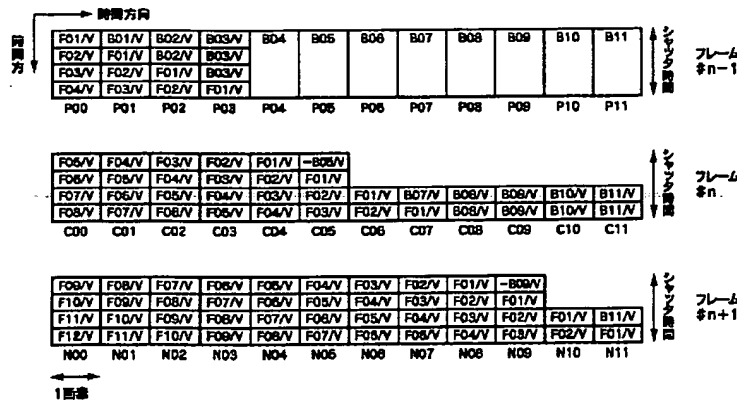 時間方向
時間方
F01/V B01/V B02/V B03/V B04 B05 B06 B07 B08 B09 B10 B11
F02/V F01/V B02/V B03/V
F03/V F02/V F01/V B03/V
F04/V F03/V F02/V F01/V
P00 P01 P02 P03 P04 P05 P06 P07 P08 P09 P10 P11
シャッタ時間
フレーム
#n-1
F05/V F04/V F03/V F02/V F01/V -B05/V
F06/V F05/V F04/V F03/V F02/V F01/V
F07/V F06/V F05/V F04/V F03/V F02/V F01/V B07/V B08/V B09/V B10/V B11/V
F08/V F07/V F06/V F05/V F04/V F03/V F02/V F01/V B08/V B09/V B10/V B11/V
C00 C01 C02 C03 C04 C05 C06 C07 C08 C09 C10 C11
シャッタ時間
フレーム
#n
F09/V F08/V F07/V F06/V F05/V F04/V F03/V F02/V F01/V -B09/V
F10/V F09/V F08/V F07/V F06/V F05/V F04/V F03/V F02/V F01/V
F11/V F10/V F09/V F08/V F07/V F06/V F05/V F04/V F03/V F02/V F01/V B11/V
F12/V F11/V F10/V F09/V F08/V F07/V F06/V F05/V F04/V F03/V F02/V F01/V
N00 N01 N02 N03 N04 N05 N06 N07 N08 N09 N10 N11
シャッタ時間
フレーム
#n+1
1画素